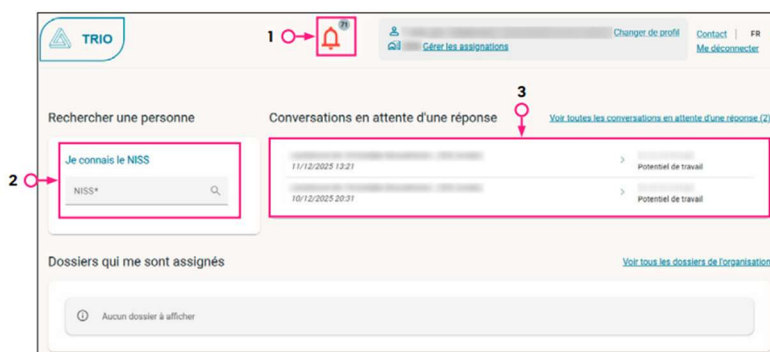 TRIO
1
71
Changer de profil
Gérer les assignations
Contact | FR
Me déconnecter
Rechercher une personne
Je connais le NISS
2
NISS*
3
Conversations en attente d'une réponse
Voir toutes les conversations en attente d'une réponse (2)
11/12/2025 13:21
Potentiel de travail
10/12/2025 20:31
Potentiel de travail
Dossiers qui me sont assignés
Voir tous les dossiers de l'organisation
Aucun dossier à afficher